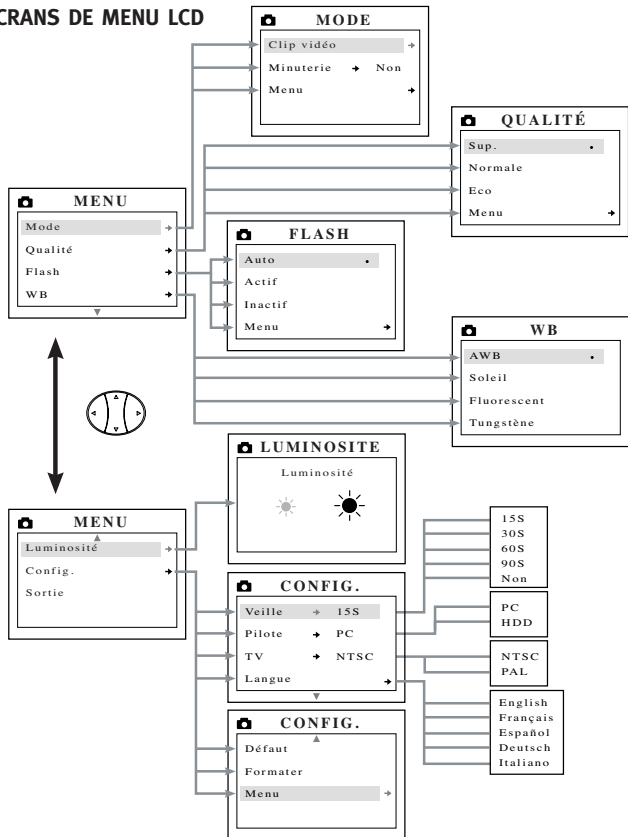 CRANS DE MENU LCD
MODE
Clip vidéo
Minuterie Non
Menu
QUALITÉ
Sup.
Normale
Eco
Menu
MENU
Mode
Qualité
Flash
WB
FLASH
Auto
Actif
Inactif
Menu
WB
AWB
Soleil
Fluorescent
Tungstène
LUMINOSITE
Luminosité
MENU
Luminosité
Config.
Sortie
CONFIG.
Veille 15S
Pilote PC
TV NTSC
Langue
15S
30S
60S
90S
Non
PC
HDD
NTSC
PAL
English
Français
Español
Deutsch
Italiano
CONFIG.
Défaut
Formater
Menu